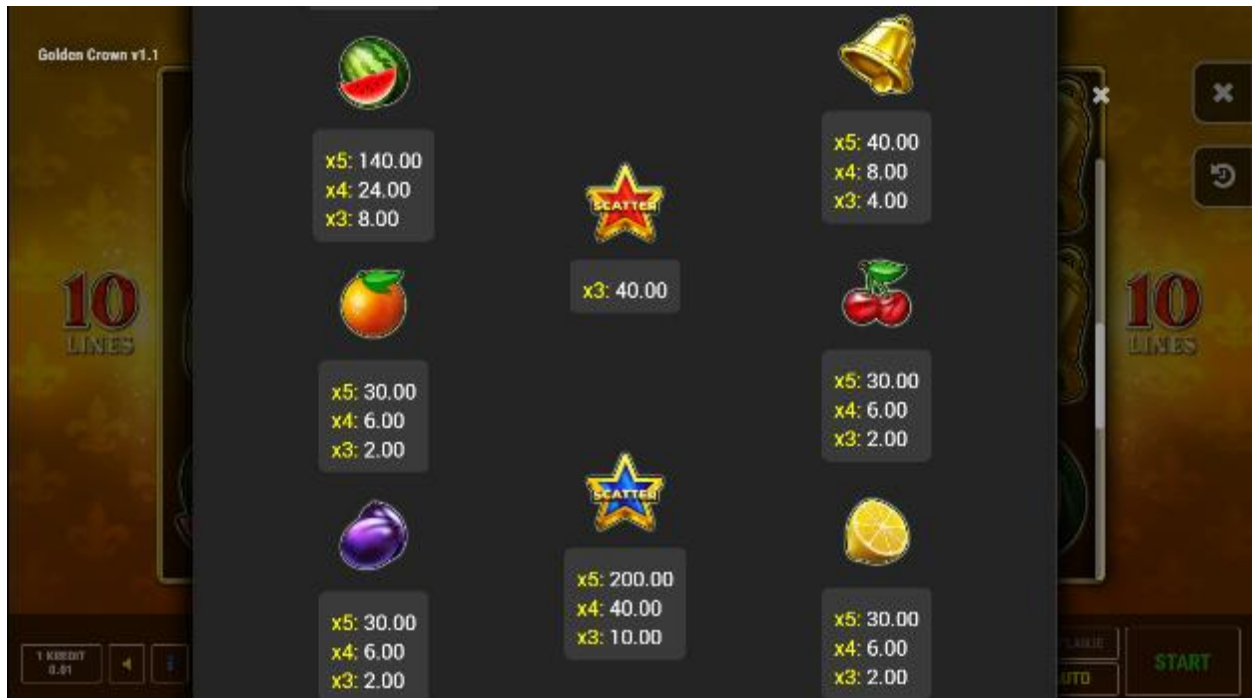 Golden Crown v1.1
x5: 140.00
x4: 24.00
x3: 8.00
SCATTER
x3: 40.00
x5: 40.00
x4: 8.00
x3: 4.00
10
LINES
10
LINES
x5: 30.00
x4: 6.00
x3: 2.00
x5: 30.00
x4: 6.00
x3: 2.00
SCATTER
x5: 200.00
x4: 40.00
x3: 10.00
x5: 30.00
x4: 6.00
x3: 2.00
x5: 30.00
x4: 6.00
x3: 2.00
1 KREDIT
0.01
START